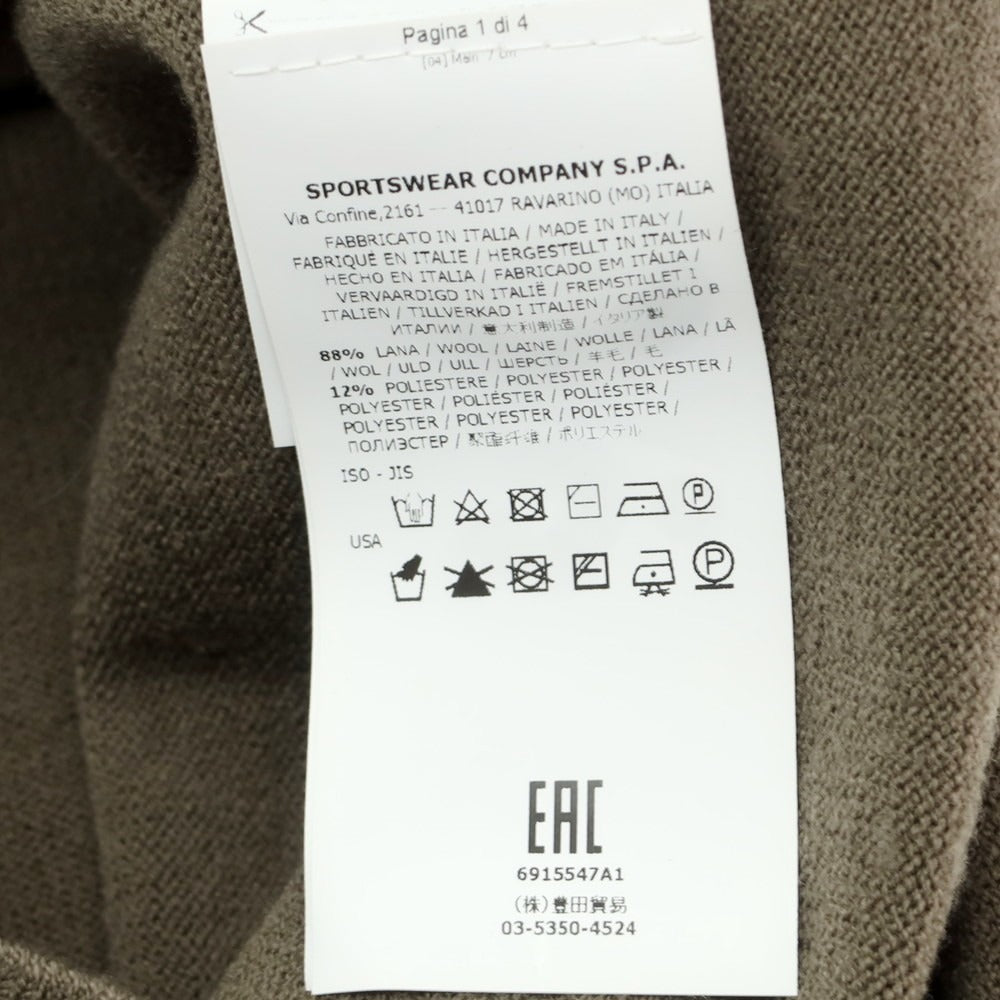 Pagina 1 di 4
SPORTSWEAR COMPANY S.P.A.
Via Confine,2161 -- 41017 RAVARINO (MO) ITALIA
FABBRICATO IN ITALIA / MADE IN ITALY /
FABRIQUÉ EN ITALIE / HERGESTELLT IN ITALIEN /
HECHO EN ITALIA / FABRICADO EM ITÁLIA /
VERVAARDIGD IN ITALIË / FREMSTILLET I
ITALIEN / TILLVERKAD I ITALIEN / СДЕЛАНО В
ИТАЛИИ / 意大利制造 / イタリア製
88% LANA / WOOL / LAINE / WOLLE / LANA / LÃ
/ WOL / ULD / ULL / ШЕРСТЬ / 羊毛 / 毛
12% POLIESTERE / POLYESTER / POLYESTER /
POLYESTER / POLIÉSTER / POLIÉSTER /
POLYESTER / POLYESTER / POLYESTER /
ПОЛИЭСТЕР / 聚酯纤维 / ポリエステル
ISO - JIS
P
USA
P
EAC
6915547A1
(株)豊田貿易
03-5350-4524